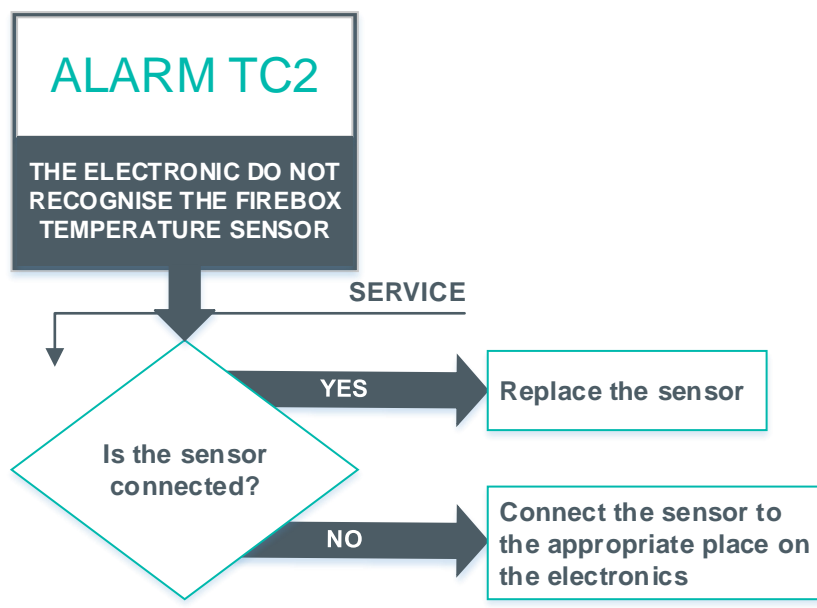 ALARM TC2
THE ELECTRONIC DO NOT
RECOGNISE THE FIREBOX
TEMPERATURE SENSOR
SERVICE
YES
Replace the sensor
Is the sensor
connected?
NO
Connect the sensor to
the appropriate place on
the electronics